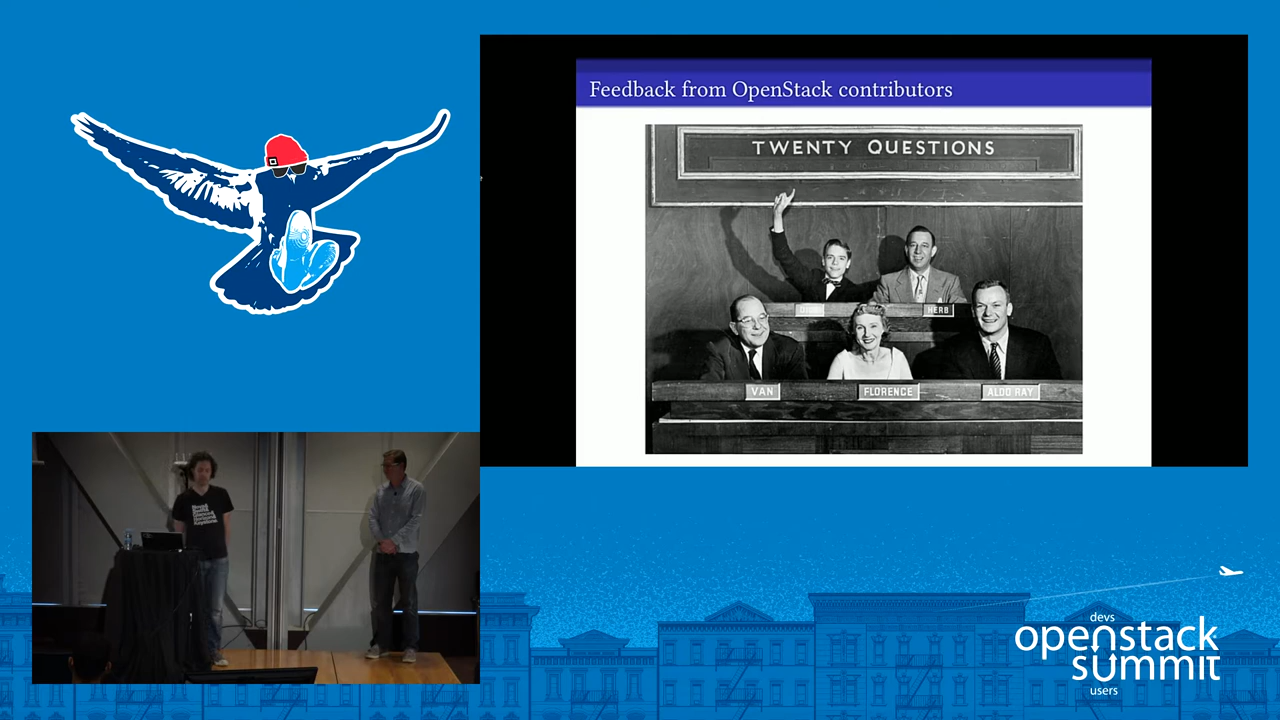 Feedback from OpenStack contributors
TWENTY QUESTIONS
HERB
VAN
FLORENCE
ALDO RAY
devs
openstack
summit
users